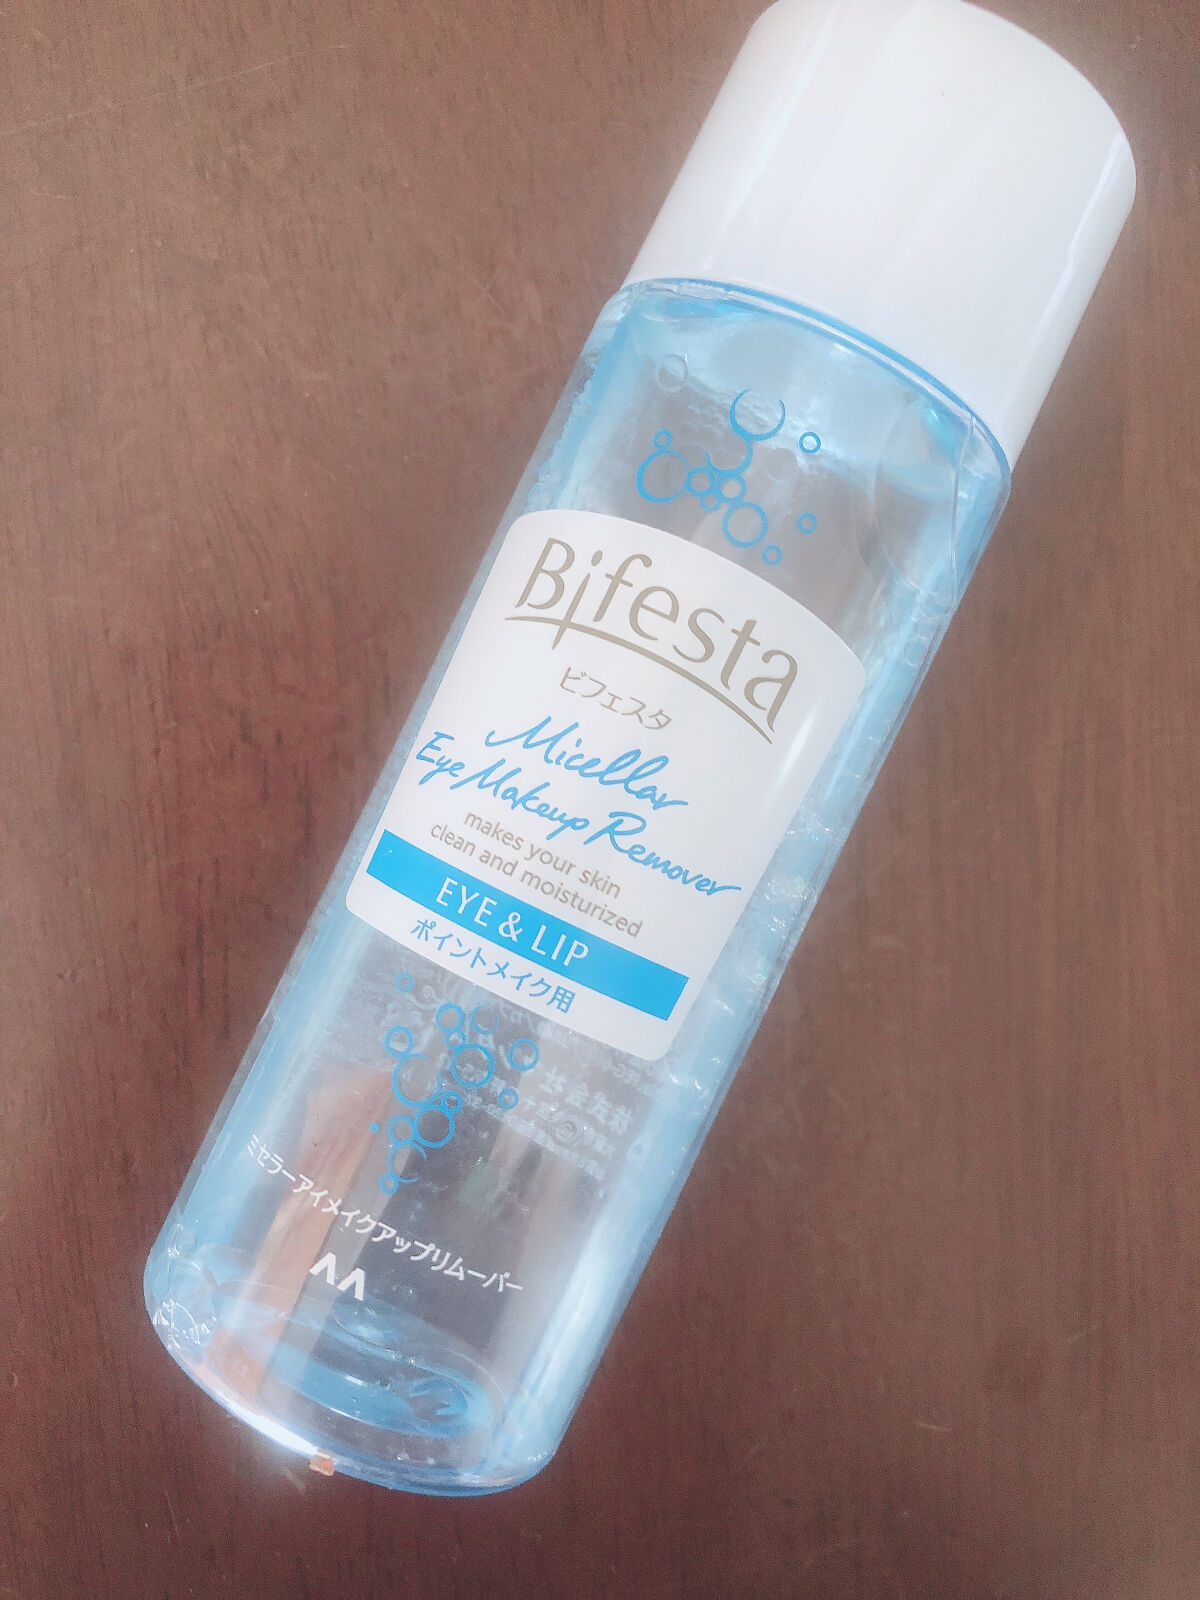 Bifesta
ビフェスタ
Micellar
Eye Makeup Remover
makes your skin
clean and moisturized
EYE & LIP
ポイントメイク用
ミセラーアイメイクアップリムーバー